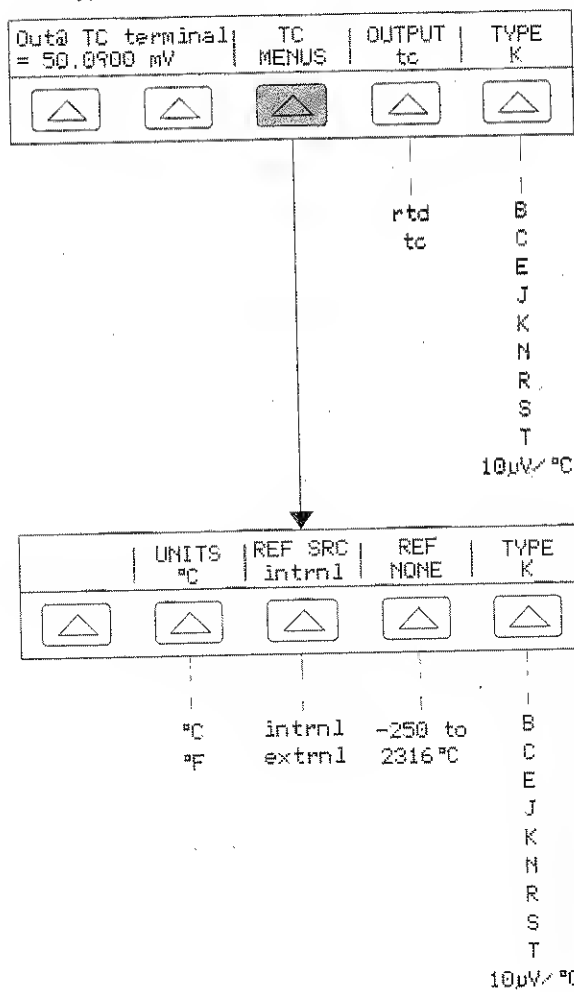 Out@ TC terminal| TC | OUTPUT | TYPE
= 50.0900 mV | MENUS | tc | K
rtd
tc
B
C
E
J
K
N
R
S
T
10µV/°C
| UNITS | REF SRC | REF | TYPE
| °C | intrnl | NONE | K
°C
°F
intrnl
extrnl
-250 to
2316°C
B
C
E
J
K
N
R
S
T
10µV/°C